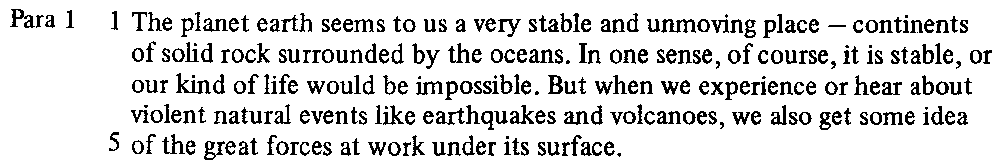 Para 1 1 The planet earth seems to us a very stable and unmoving place – continents
of solid rock surrounded by the oceans. In one sense, of course, it is stable, or
our kind of life would be impossible. But when we experience or hear about
violent natural events like earthquakes and volcanoes, we also get some idea
5 of the great forces at work under its surface.